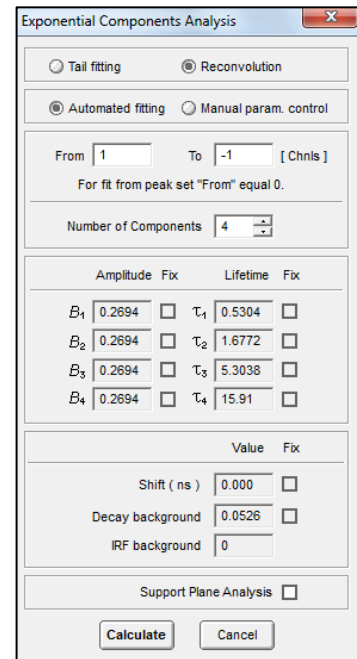 Exponential Components Analysis
Tail fitting Reconvolution
Automated fitting Manual param. control
From 1 To -1 [ Chnls ]
For fit from peak set "From" equal 0.
Number of Components 4
Amplitude Fix Lifetime Fix
B₁ 0.2694 τ₁ 0.5304
B₂ 0.2694 τ₂ 1.6772
B₃ 0.2694 τ₃ 5.3038
B₄ 0.2694 τ₄ 15.91
Value Fix
Shift ( ns ) 0.000
Decay background 0.0526
IRF background 0
Support Plane Analysis
Calculate Cancel